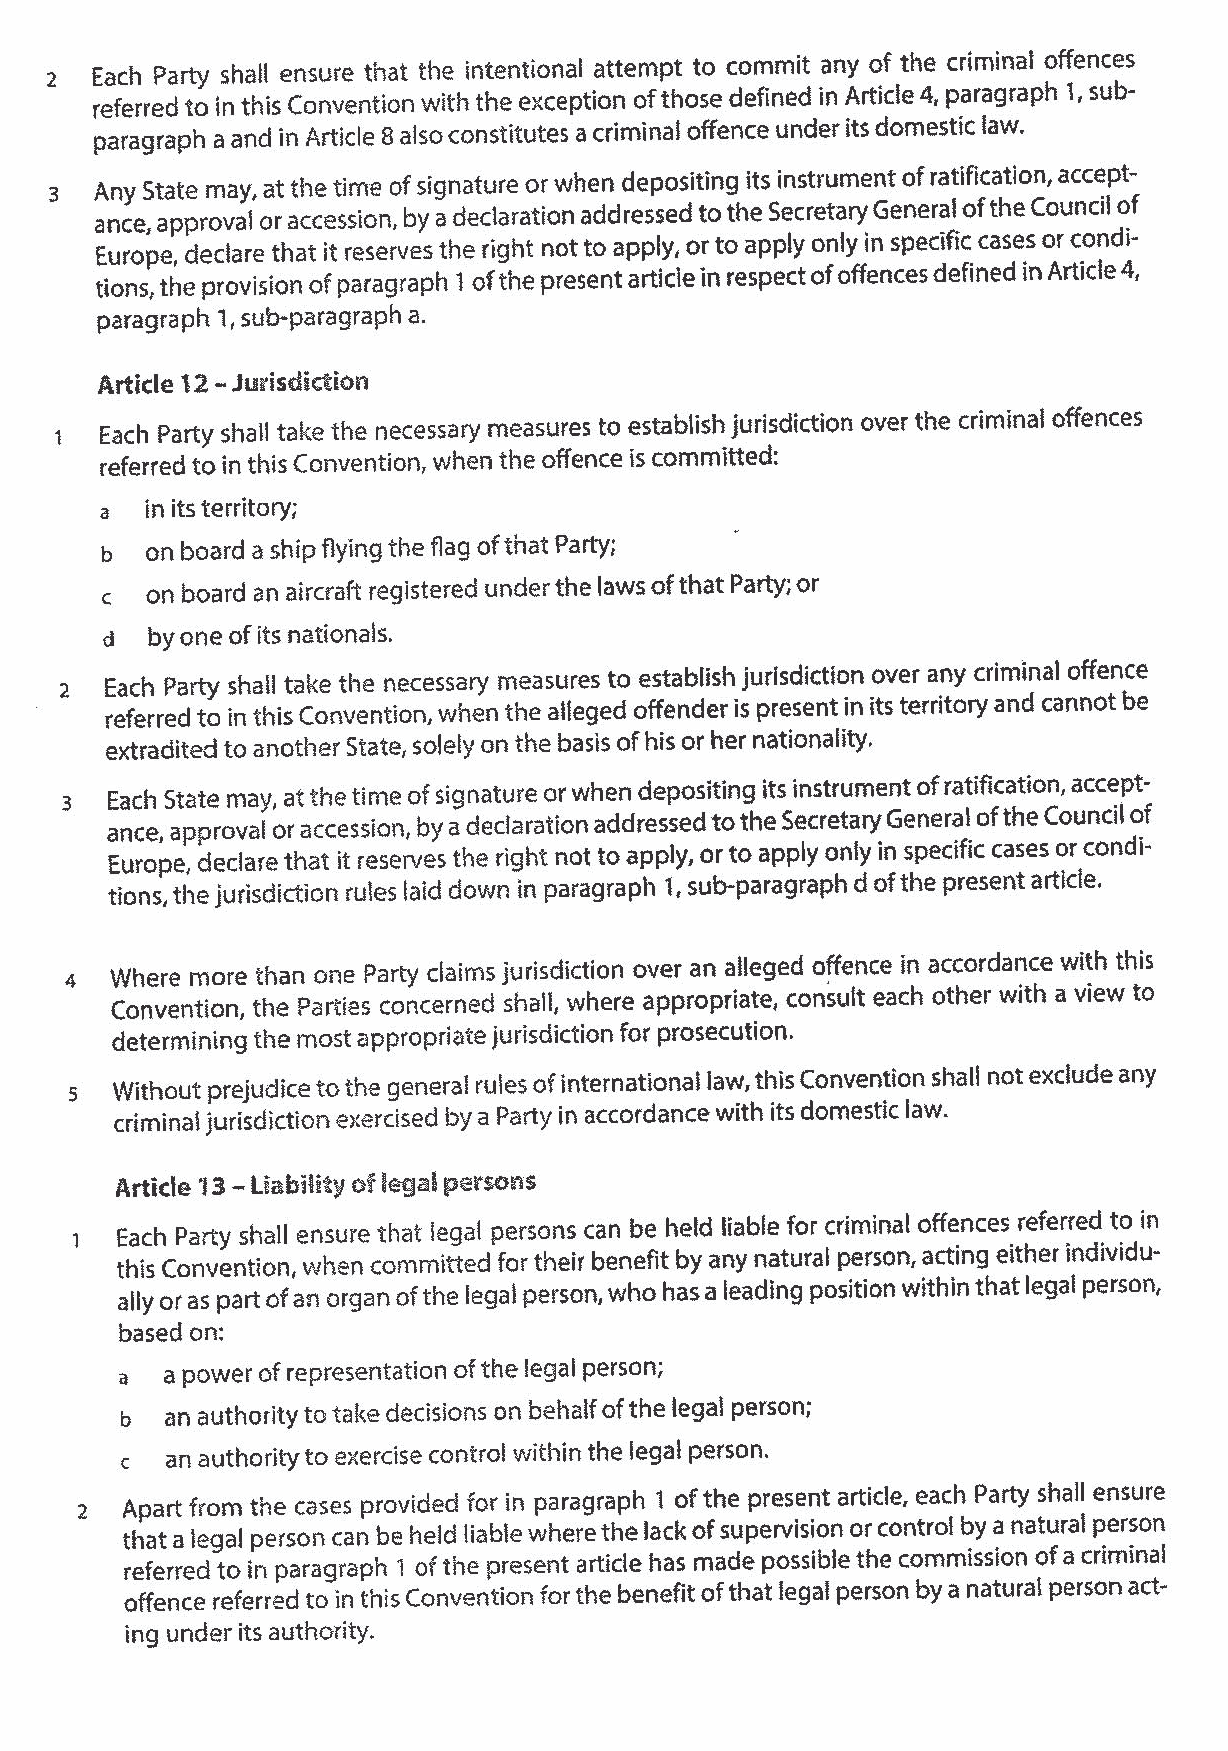 2 Each Party shall ensure that the intentional attempt to commit any of the criminal offences
referred to in this Convention with the exception of those defined in Article 4, paragraph 1, sub-
paragraph a and in Article 8 also constitutes a criminal offence under its domestic law.
3 Any State may, at the time of signature or when depositing its instrument of ratification, accept-
ance, approval or accession, by a declaration addressed to the Secretary General of the Council of
Europe, declare that it reserves the right not to apply, or to apply only in specific cases or condi-
tions, the provision of paragraph 1 of the present article in respect of offences defined in Article 4,
paragraph 1, sub-paragraph a.
Article 12 – Jurisdiction
1 Each Party shall take the necessary measures to establish jurisdiction over the criminal offences
referred to in this Convention, when the offence is committed:
a in its territory;
b on board a ship flying the flag of that Party;
c on board an aircraft registered under the laws of that Party; or
d by one of its nationals.
2 Each Party shall take the necessary measures to establish jurisdiction over any criminal offence
referred to in this Convention, when the alleged offender is present in its territory and cannot be
extradited to another State, solely on the basis of his or her nationality.
3 Each State may, at the time of signature or when depositing its instrument of ratification, accept-
ance, approval or accession, by a declaration addressed to the Secretary General of the Council of
Europe, declare that it reserves the right not to apply, or to apply only in specific cases or condi-
tions, the jurisdiction rules laid down in paragraph 1, sub-paragraph d of the present article.
4 Where more than one Party claims jurisdiction over an alleged offence in accordance with this
Convention, the Parties concerned shall, where appropriate, consult each other with a view to
determining the most appropriate jurisdiction for prosecution.
5 Without prejudice to the general rules of international law, this Convention shall not exclude any
criminal jurisdiction exercised by a Party in accordance with its domestic law.
Article 13 – Liability of legal persons
1 Each Party shall ensure that legal persons can be held liable for criminal offences referred to in
this Convention, when committed for their benefit by any natural person, acting either individu-
ally or as part of an organ of the legal person, who has a leading position within that legal person,
based on:
a a power of representation of the legal person;
b an authority to take decisions on behalf of the legal person;
c an authority to exercise control within the legal person.
2 Apart from the cases provided for in paragraph 1 of the present article, each Party shall ensure
that a legal person can be held liable where the lack of supervision or control by a natural person
referred to in paragraph 1 of the present article has made possible the commission of a criminal
offence referred to in this Convention for the benefit of that legal person by a natural person act-
ing under its authority.